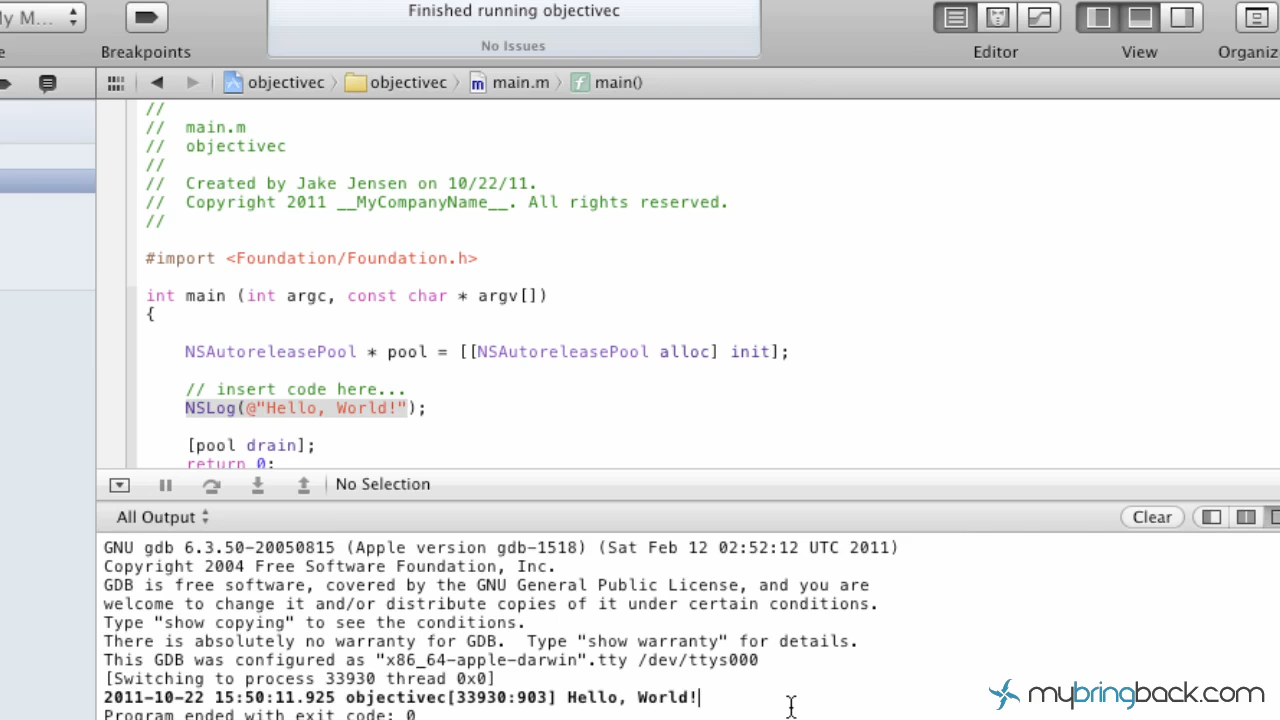 Finished running objectivec
My M...
Breakpoints
No Issues
Editor
View
Organiz
objectivec
objectivec
main.m
main()
//
//  main.m
//  objectivec
//
//  Created by Jake Jensen on 10/22/11.
//  Copyright 2011 __MyCompanyName__. All rights reserved.
//
#import <Foundation/Foundation.h>
int main (int argc, const char * argv[])
{
NSAutoreleasePool * pool = [[NSAutoreleasePool alloc] init];
// insert code here...
NSLog(@"Hello, World!");
[pool drain];
return 0;
No Selection
All Output
Clear
GNU gdb 6.3.50-20050815 (Apple version gdb-1518) (Sat Feb 12 02:52:12 UTC 2011)
Copyright 2004 Free Software Foundation, Inc.
GDB is free software, covered by the GNU General Public License, and you are
welcome to change it and/or distribute copies of it under certain conditions.
Type "show copying" to see the conditions.
There is absolutely no warranty for GDB.  Type "show warranty" for details.
This GDB was configured as "x86_64-apple-darwin".tty /dev/ttys000
[Switching to process 33930 thread 0x0]
2011-10-22 15:50:11.925 objectivec[33930:903] Hello, World!
Program ended with exit code: 0
mybringback.com